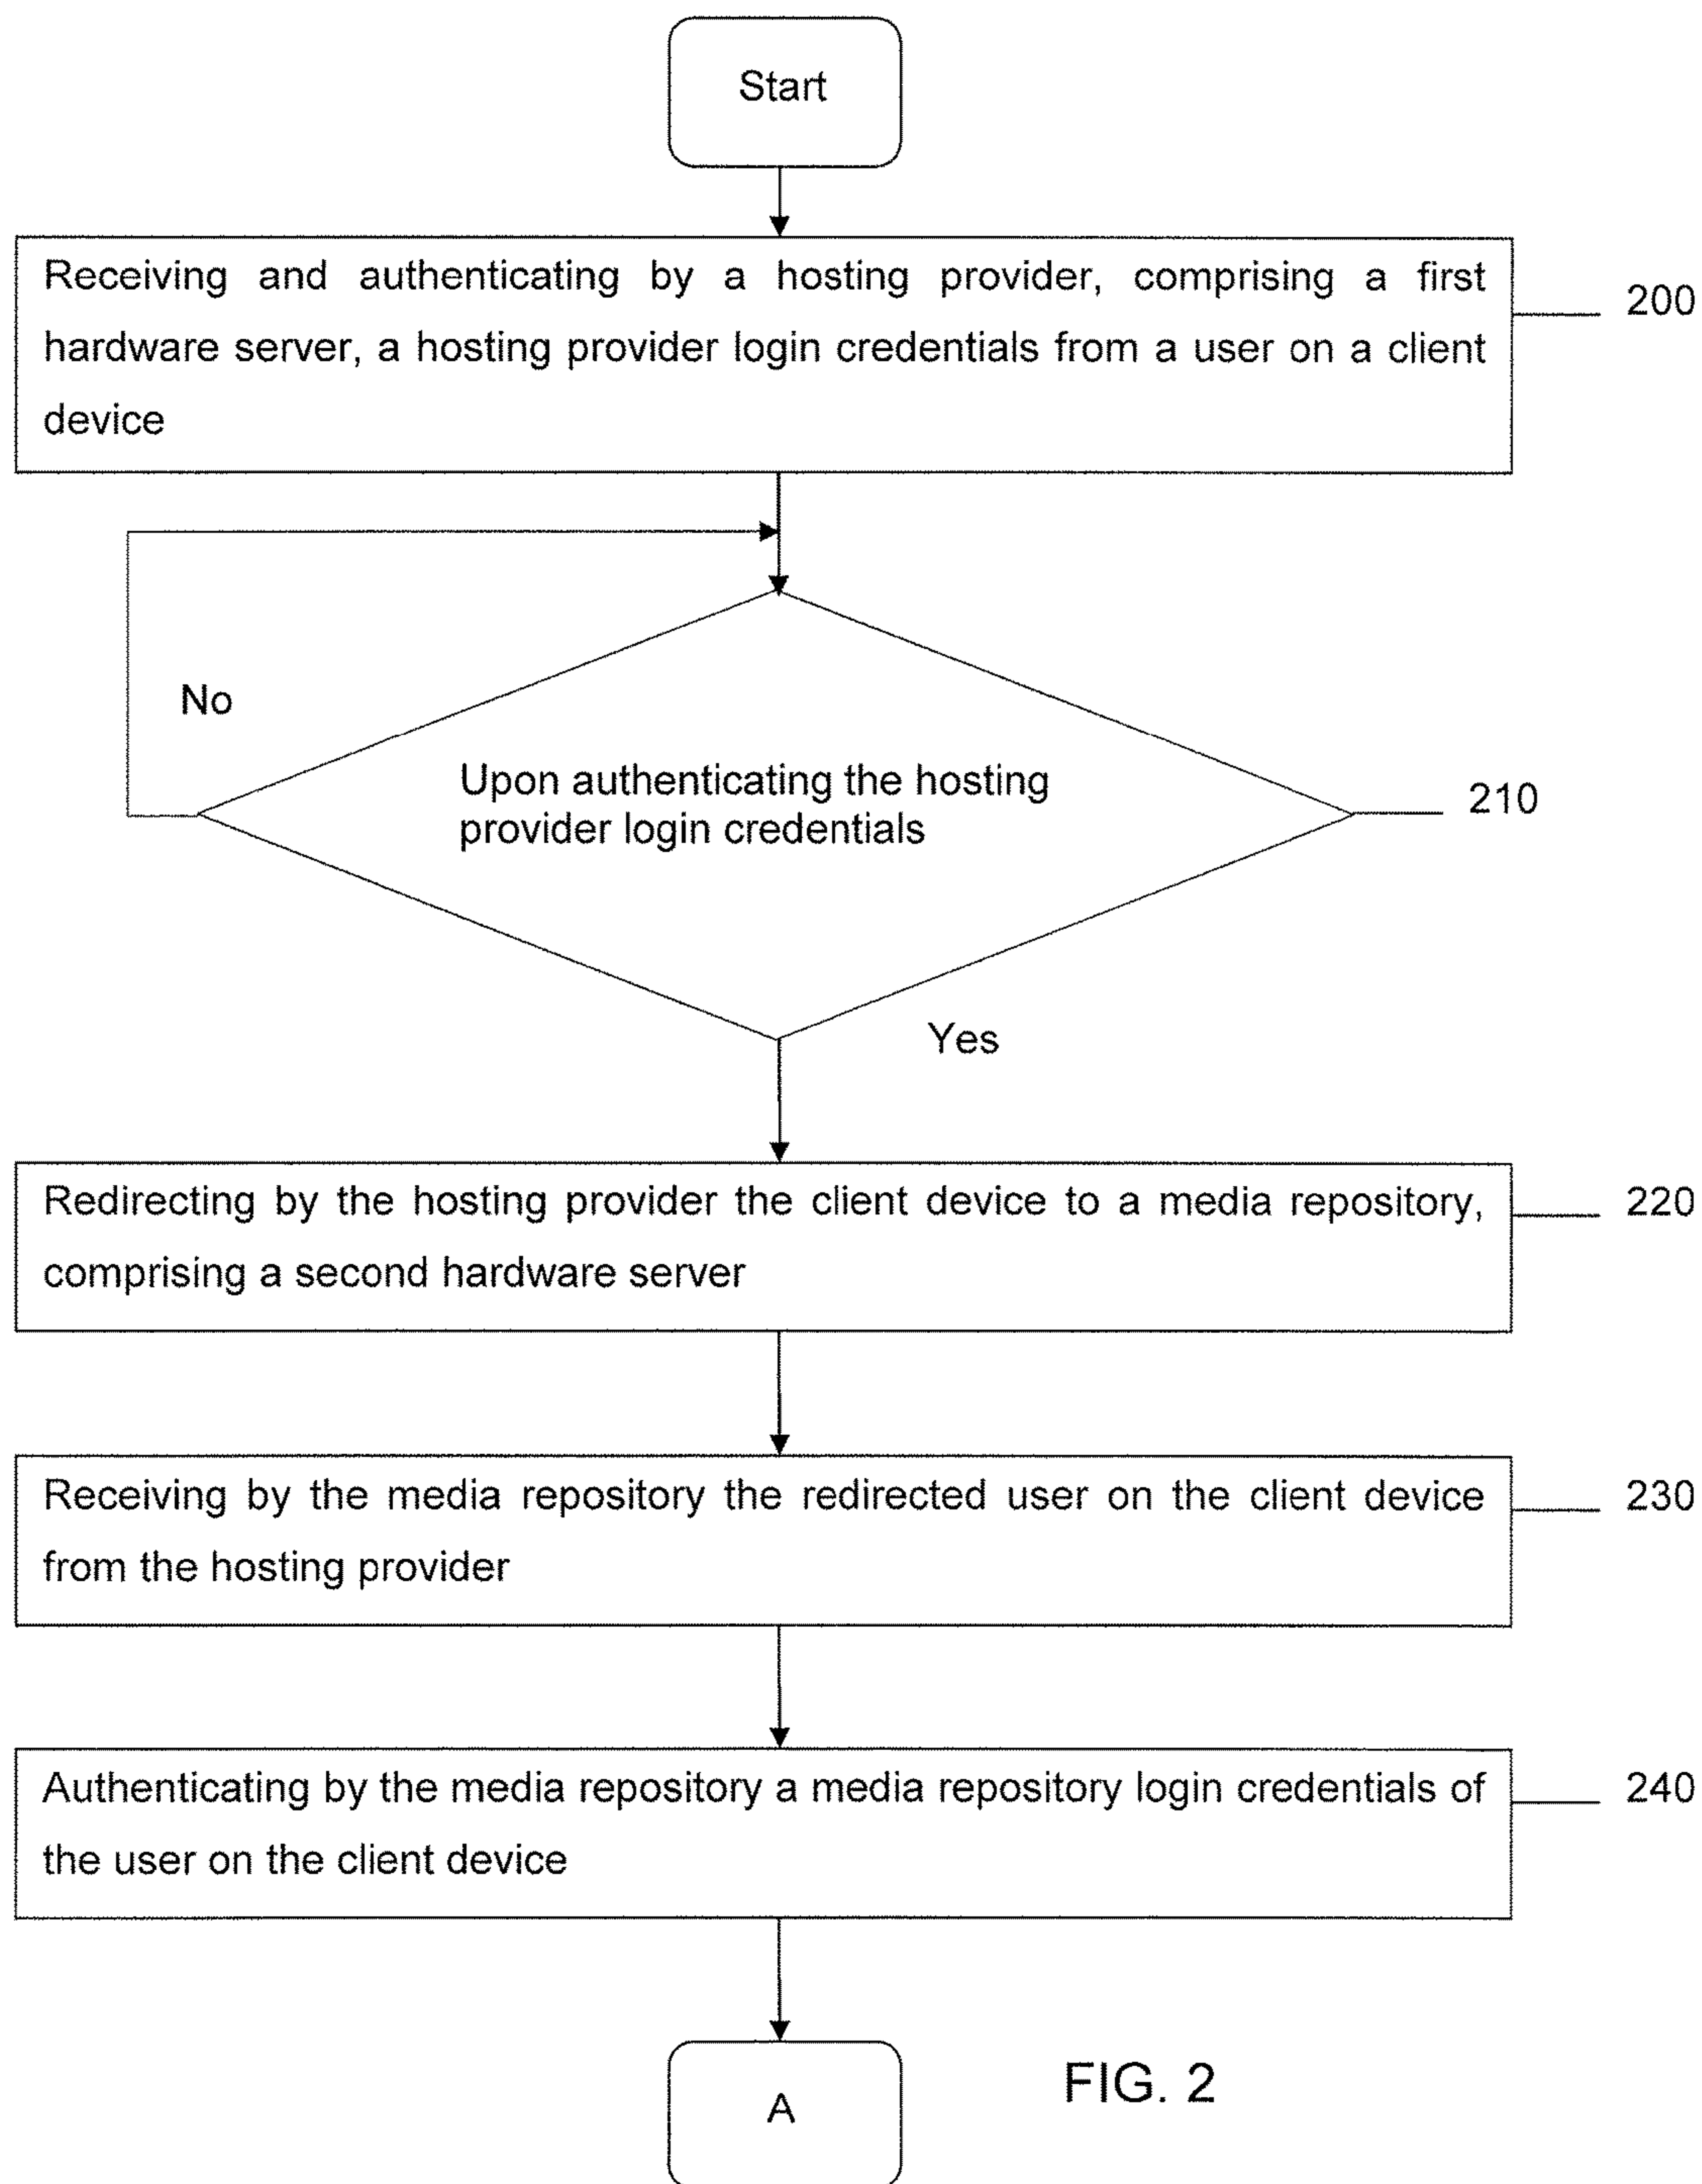 Start
Receiving and authenticating by a hosting provider, comprising a first
hardware server, a hosting provider login credentials from a user on a client
device
200
No
Upon authenticating the hosting
provider login credentials
210
Yes
Redirecting by the hosting provider the client device to a media repository,
comprising a second hardware server
220
Receiving by the media repository the redirected user on the client device
from the hosting provider
230
Authenticating by the media repository a media repository login credentials of
the user on the client device
240
A
FIG. 2